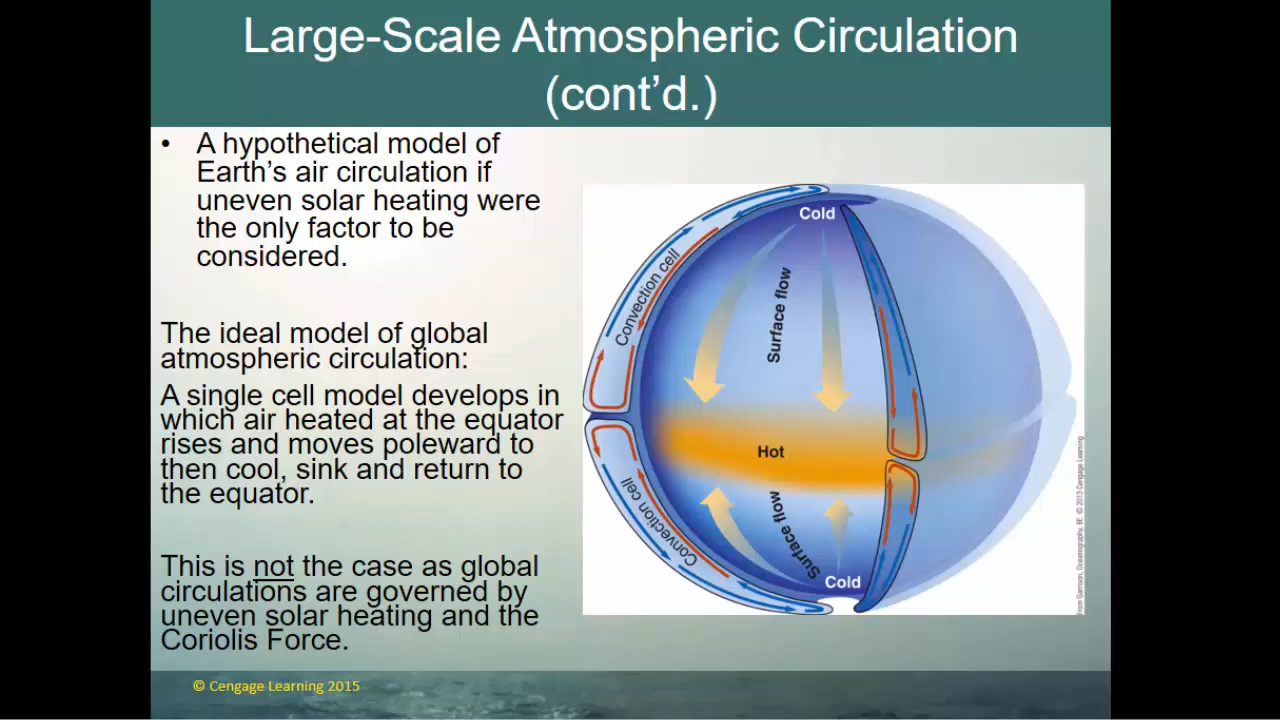 Large-Scale Atmospheric Circulation
(cont’d.)
• A hypothetical model of
Earth’s air circulation if
uneven solar heating were
the only factor to be
considered.
The ideal model of global
atmospheric circulation:
A single cell model develops in
which air heated at the equator
rises and moves poleward to
then cool, sink and return to
the equator.
This is not the case as global
circulations are governed by
uneven solar heating and the
Coriolis Force.
Cold
Convection cell
Surface flow
Hot
Convection cell
Surface flow
Cold
From Garrison, Oceanography, 8E. © 2013 Cengage Learning
© Cengage Learning 2015